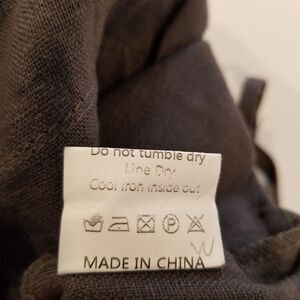 Do not tumble dry
Line Dry
Cool iron inside out
P
MADE IN CHINA